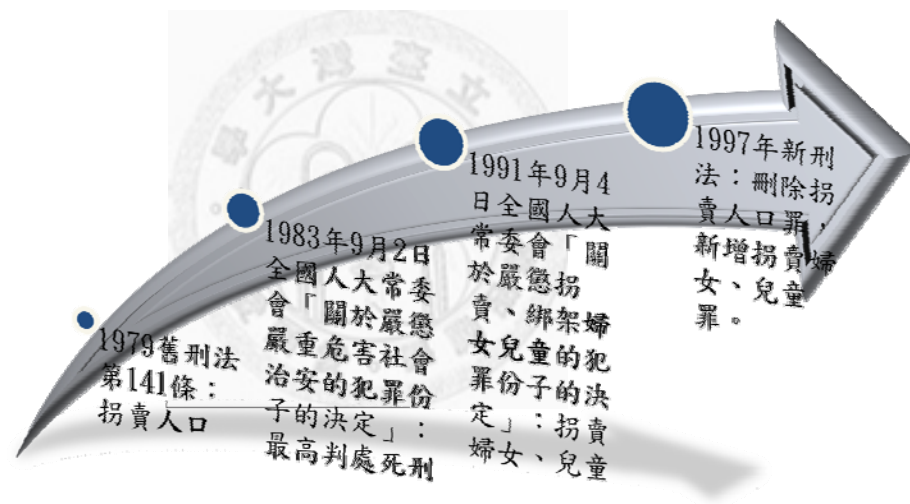 1979舊刑法
第141條：
拐賣人口
1983年9月2日
全國人大常委
會「關於嚴懲
嚴重危害社會
治安的犯罪份
子的決定」：
最高判處死刑
1991年9月4
日全國人大
常委會「關
於嚴懲拐
賣、綁架婦
女、兒童的犯
罪份子的決
定」：拐賣
婦女、兒童
1997年新刑
法：刪除拐
賣人口罪，
新增拐賣婦
女、兒童
罪。
立臺灣大學